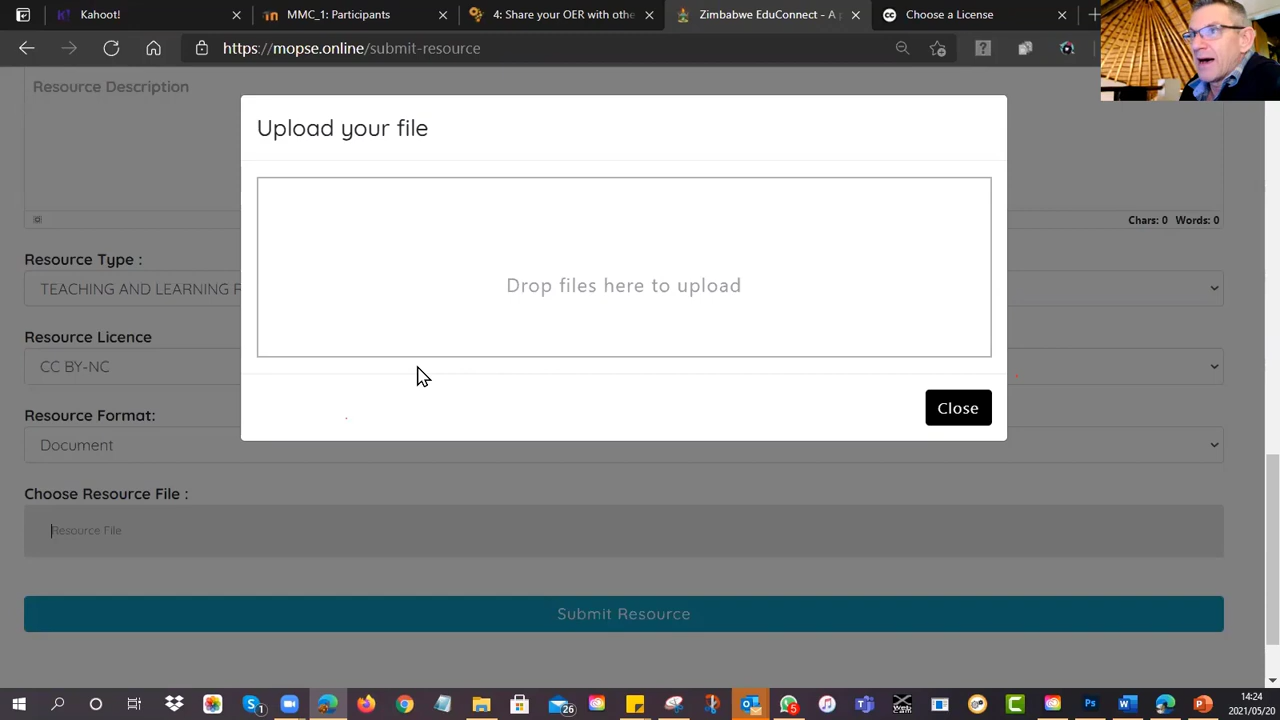 Kahoot!
MMC_1: Participants
4: Share your OER with othe
Zimbabwe EduConnect - A p
Choose a License
https://mopse.online/submit-resource
Resource Description
Upload your file
Drop files here to upload
Chars: 0 Words: 0
Resource Type :
TEACHING AND LEARNING R
Resource Licence
CC BY-NC
Close
Resource Format:
Document
Choose Resource File :
Resource File
Submit Resource
1
26
5
14:24
2021/05/20